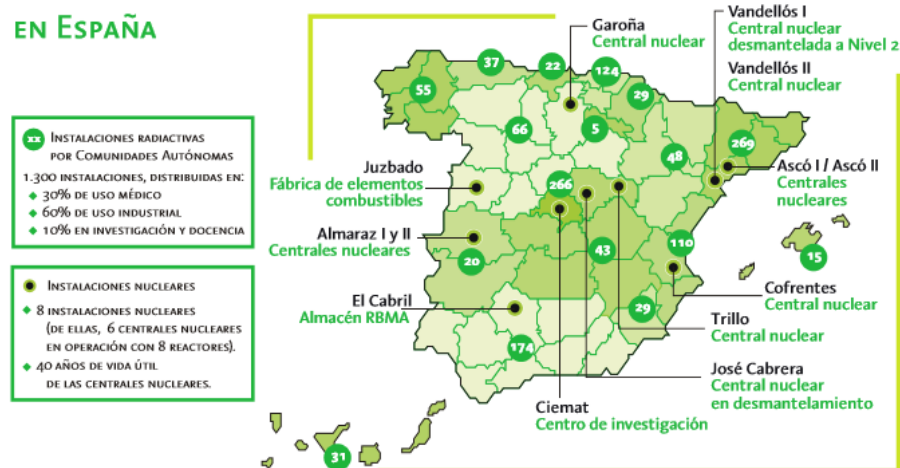 EN ESPAÑA
xx INSTALACIONES RADIACTIVAS
POR COMUNIDADES AUTÓNOMAS
1.300 INSTALACIONES, DISTRIBUIDAS EN:
30% DE USO MÉDICO
60% DE USO INDUSTRIAL
10% EN INVESTIGACIÓN Y DOCENCIA
INSTALACIONES NUCLEARES
8 INSTALACIONES NUCLEARES
(DE ELLAS, 6 CENTRALES NUCLEARES
EN OPERACIÓN CON 8 REACTORES).
40 AÑOS DE VIDA ÚTIL
DE LAS CENTRALES NUCLEARES.
Garoña
Central nuclear
Vandellós I
Central nuclear
desmantelada a Nivel 2
Vandellós II
Central nuclear
Ascó I / Ascó II
Centrales
nucleares
Juzbado
Fábrica de elementos
combustibles
Almaraz I y II
Centrales nucleares
El Cabril
Almacén RBMA
Cofrentes
Central nuclear
Trillo
Central nuclear
José Cabrera
Central nuclear
en desmantelamiento
Ciemat
Centro de investigación
55
37
22
124
29
66
5
48
269
266
43
110
15
20
29
174
31